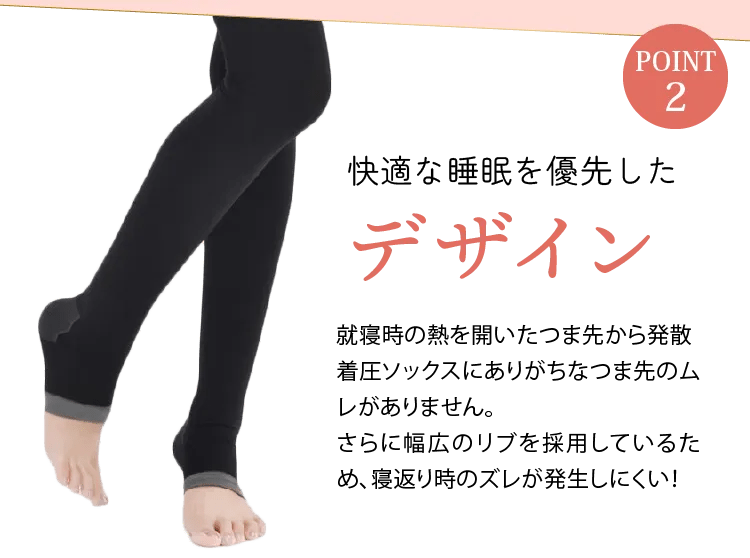 POINT
2
快適な睡眠を優先した
デザイン
就寝時の熱を開いたつま先から発散
着圧ソックスにありがちなつま先のム
レがありません。
さらに幅広のリブを採用しているた
め、寝返り時のズレが発生しにくい!